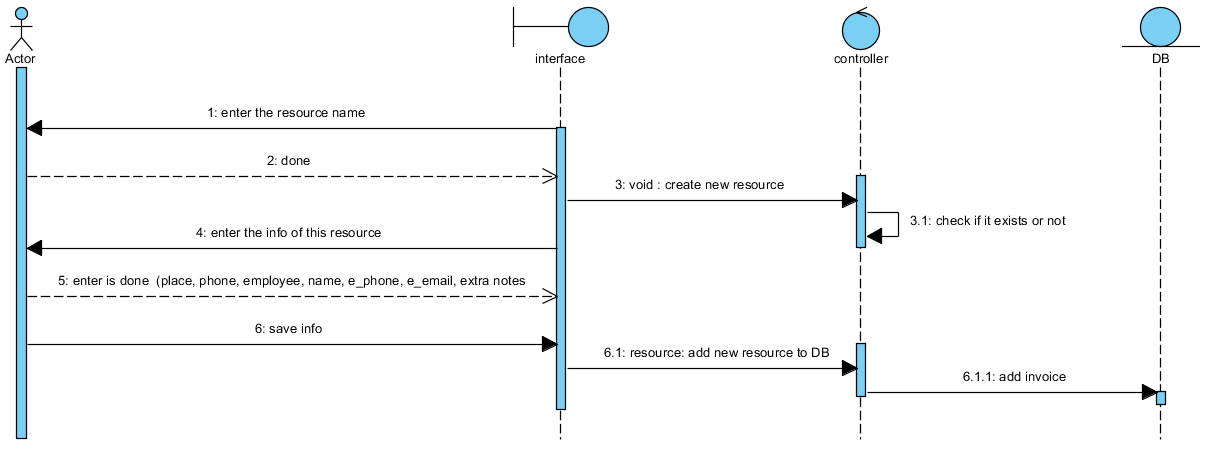 Actor
interface
controller
DB
1: enter the resource name
2: done
3: void : create new resource
3.1: check if it exists or not
4: enter the info of this resource
5: enter is done  (place, phone, employee, name, e_phone, e_email, extra notes
6: save info
6.1: resource: add new resource to DB
6.1.1: add invoice